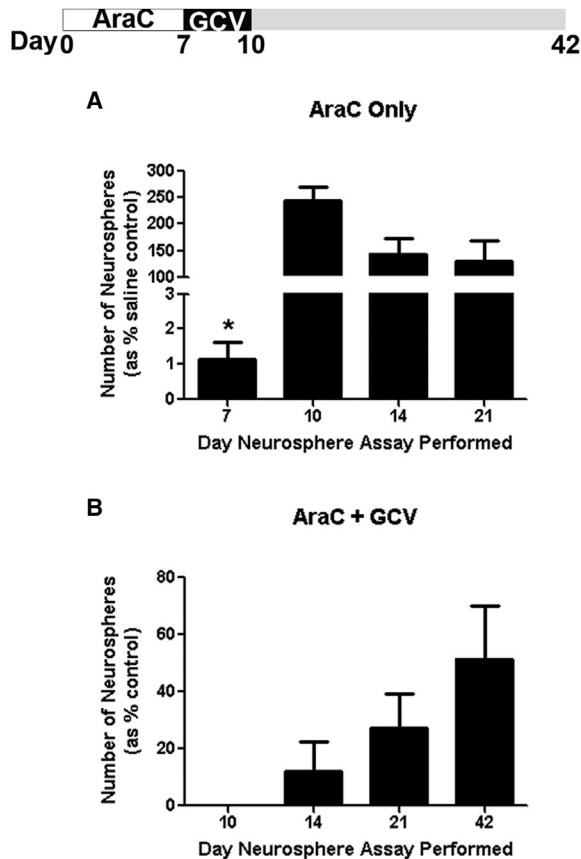 AraC GCV
Day 0 7 10 42
A
AraC Only
Number of Neurospheres
(as % saline control)
300
250
200
150
100
3
2
1
0
*
7 10 14 21
Day Neurosphere Assay Performed
B
AraC + GCV
Number of Neurospheres
(as % control)
80
60
40
20
0
10 14 21 42
Day Neurosphere Assay Performed